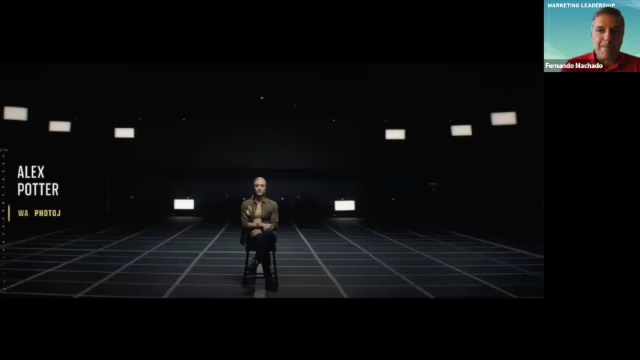 MARKETING LEADERSHIP
Fernando Machado
ALEX
POTTER
WA PHOTOJ